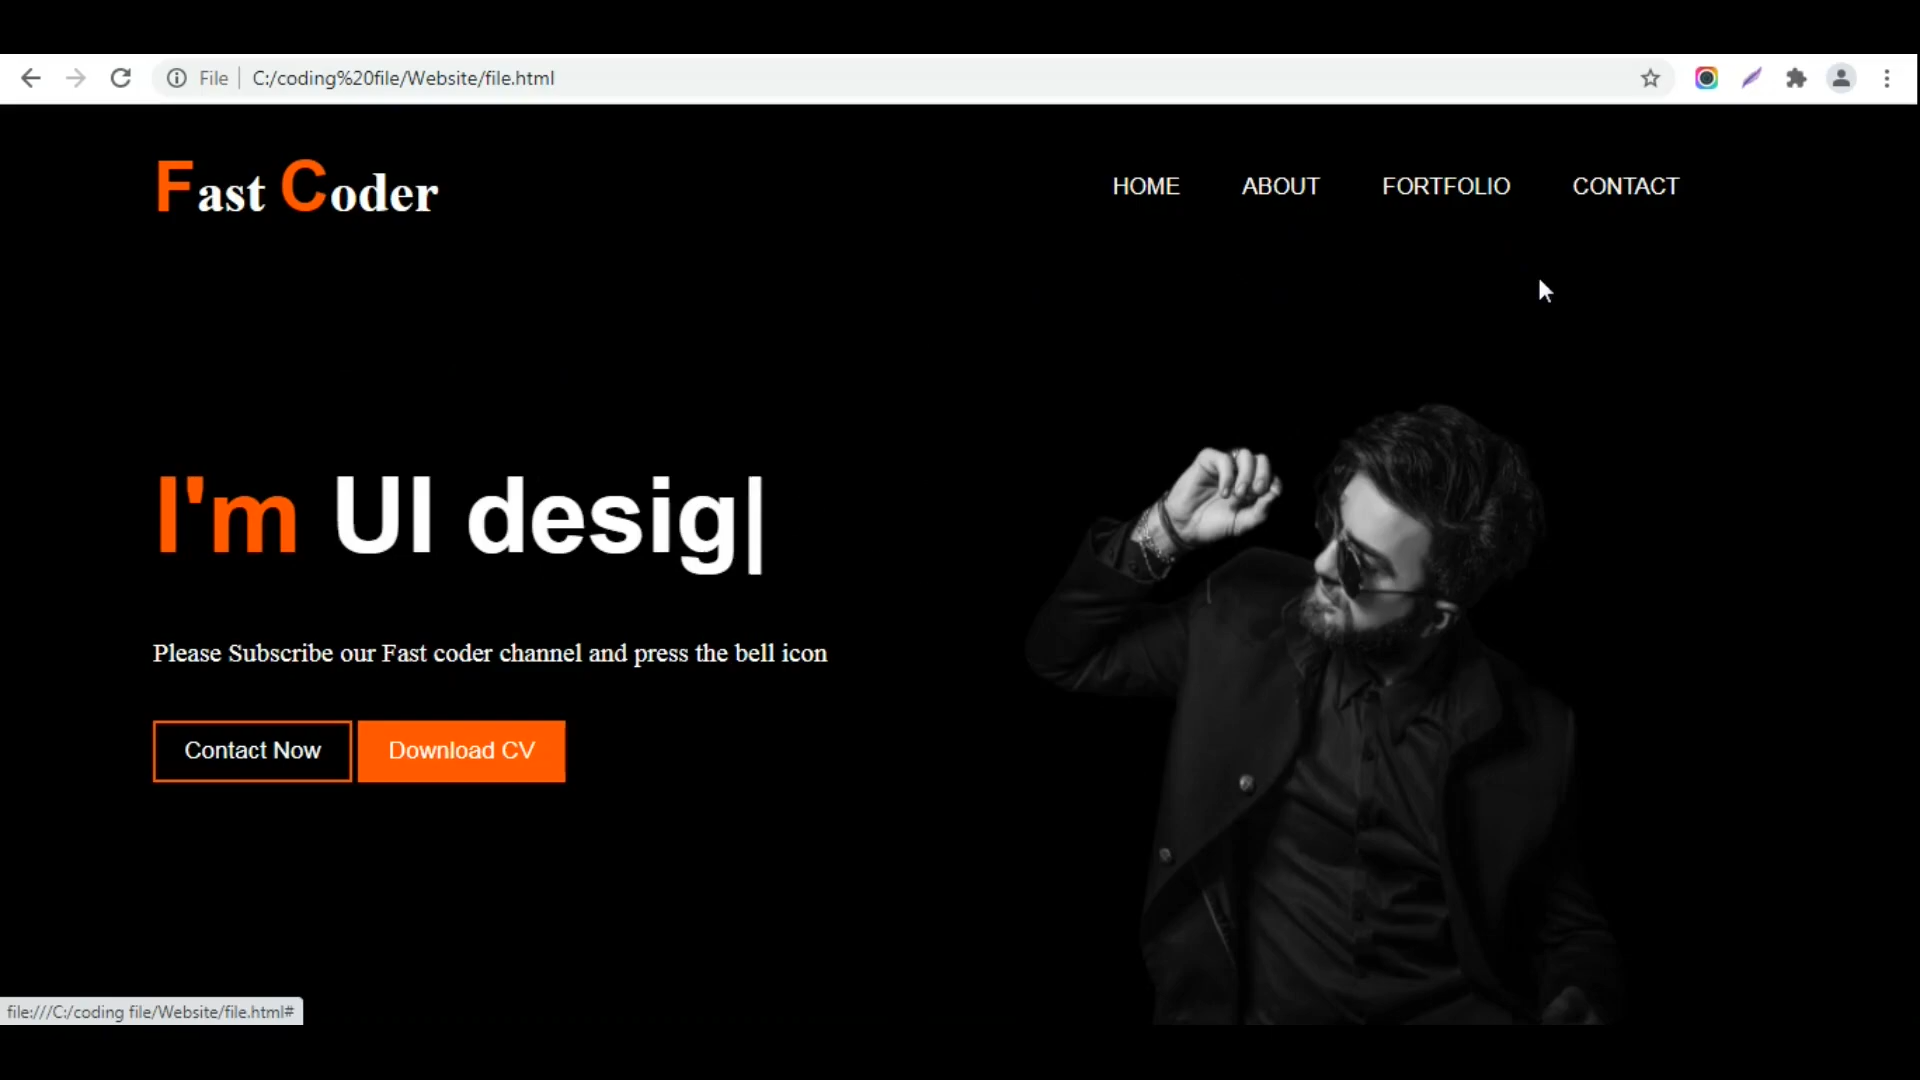 File | C:/coding%20file/Website/file.html
Fast Coder
HOME ABOUT FORTFOLIO CONTACT
I'm UI desig|
Please Subscribe our Fast coder channel and press the bell icon
Contact Now Download CV
file:///C:/coding file/Website/file.html#